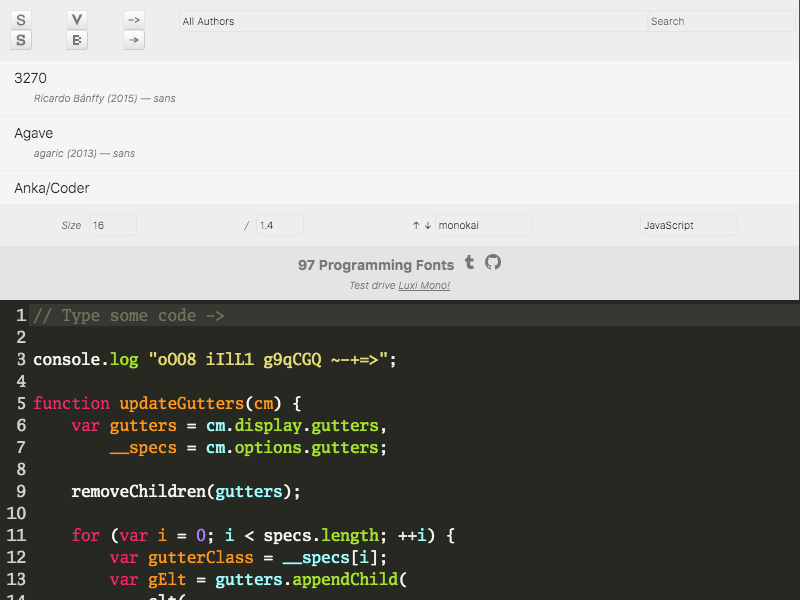 S V ->
S B →
All Authors Search
3270
Ricardo Bánffy (2015) — sans
Agave
agaric (2013) — sans
Anka/Coder
Size 16 / 1.4 ↑ ↓ monokai JavaScript
97 Programming Fonts t
Test drive Luxi Mono!
1 // Type some code ->
2
3 console.log "oOO8 iIlL1 g9qCGQ ~-+=>";
4
5 function updateGutters(cm) {
6 var gutters = cm.display.gutters,
7 __specs = cm.options.gutters;
8
9 removeChildren(gutters);
10
11 for (var i = 0; i < specs.length; ++i) {
12 var gutterClass = __specs[i];
13 var gElt = gutters.appendChild(
14 elt(